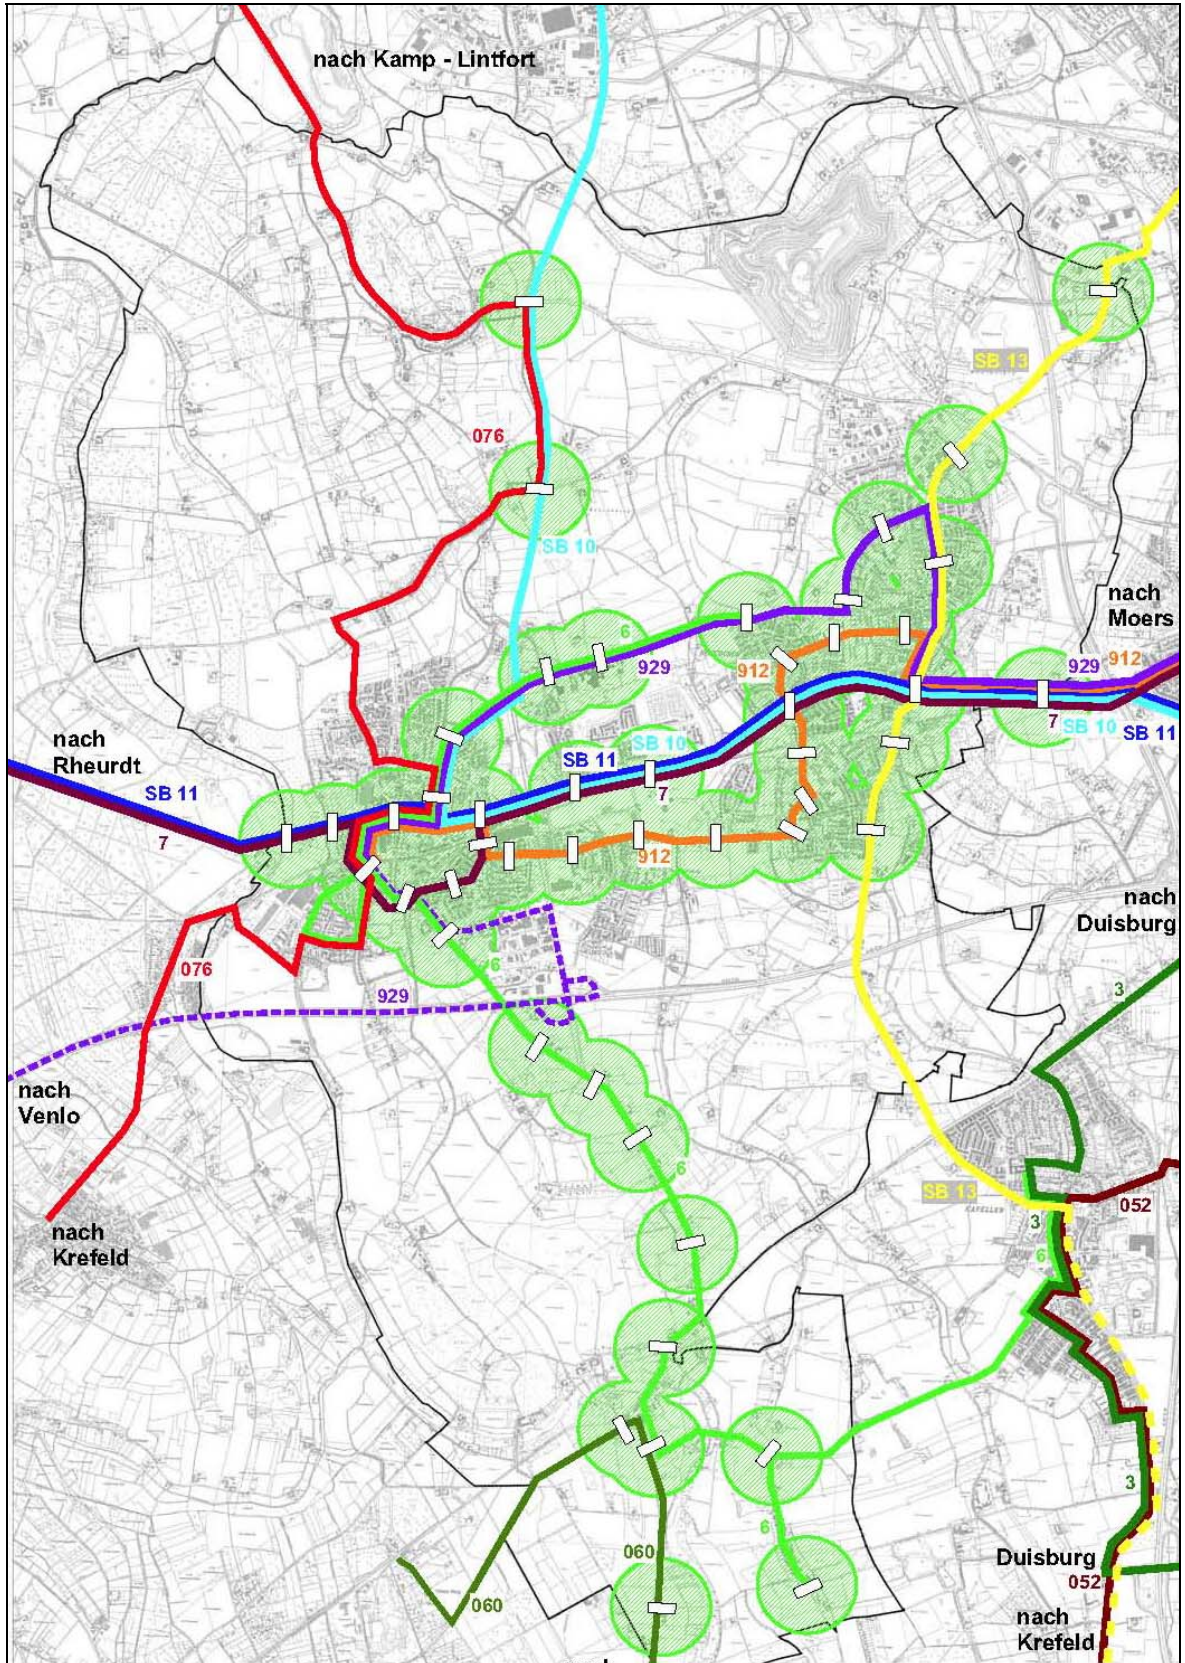 nach Kamp - Lintfort
SB 13
076
SB 10
nach
Moers
6
929
912
929
912
7
SB 10
SB 11
nach
Rheurdt
SB 11
7
SB 11
SB 10
7
912
nach
Duisburg
076
6
929
3
nach
Venlo
6
SB 13
KAPELLEN
052
3
6
nach
Krefeld
3
6
060
060
Duisburg
052
nach
Krefeld